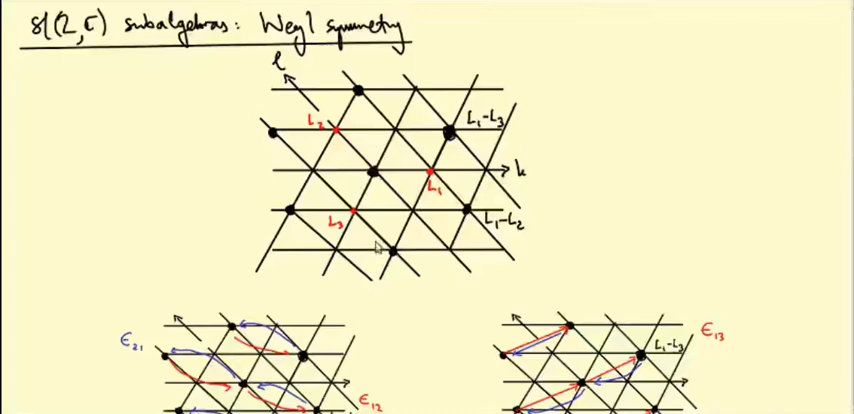 sl(2,ℂ) subalgebras: Weyl symmetry
l
L₂ L₁-L₃
k
L₁
L₃ L₁-L₂
E₂₁ L₁-L₃ E₁₃
E₁₂